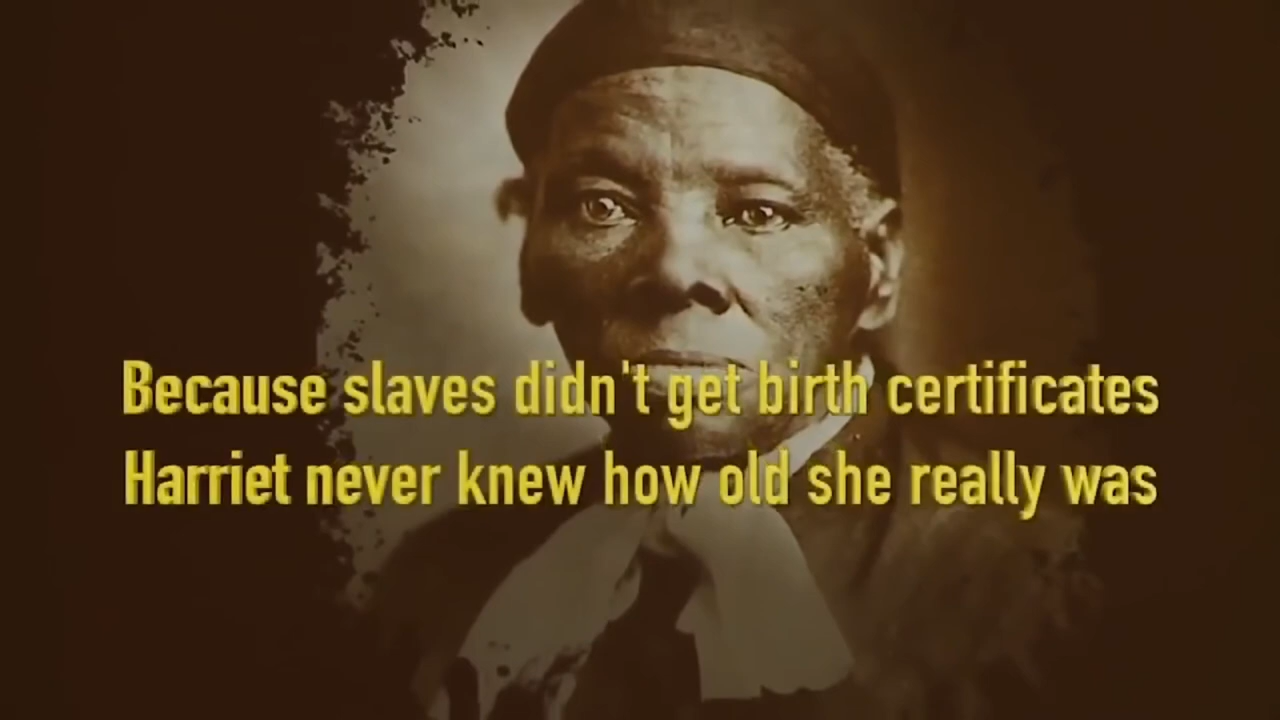 Because slaves didn't get birth certificates
Harriet never knew how old she really was